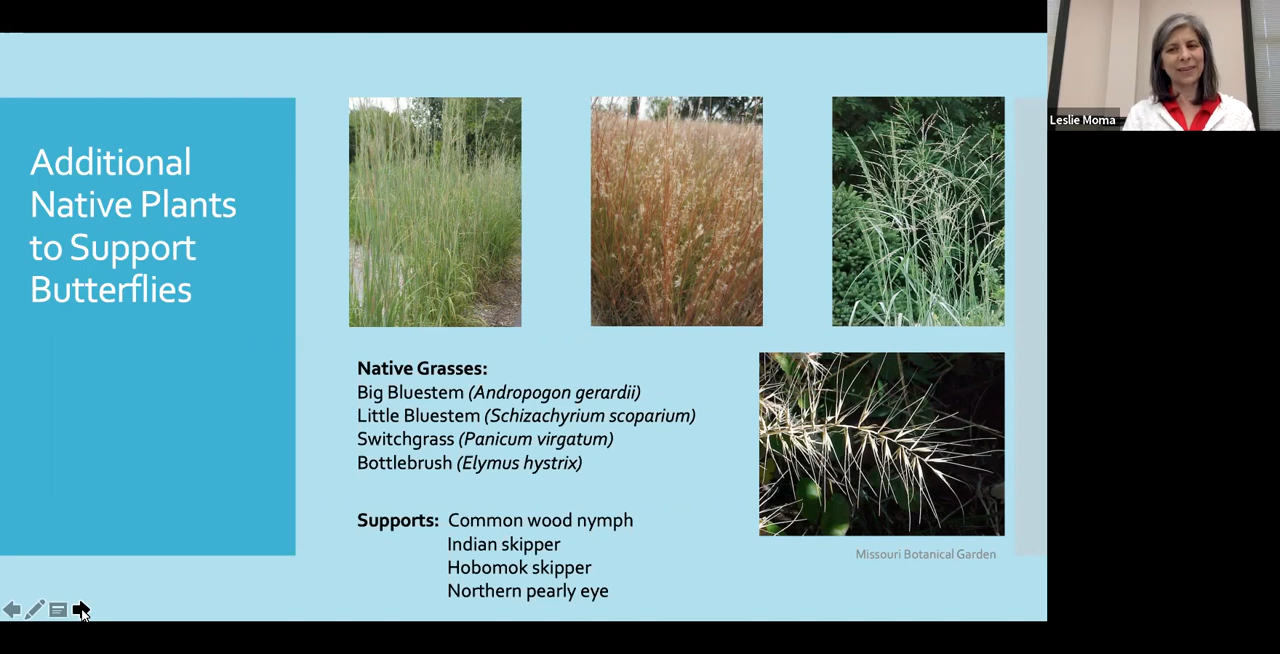 Additional
Native Plants
to Support
Butterflies
Native Grasses:
Big Bluestem (Andropogon gerardii)
Little Bluestem (Schizachyrium scoparium)
Switchgrass (Panicum virgatum)
Bottlebrush (Elymus hystrix)
Supports: Common wood nymph
Indian skipper
Hobomok skipper
Northern pearly eye
Missouri Botanical Garden
Leslie Moma